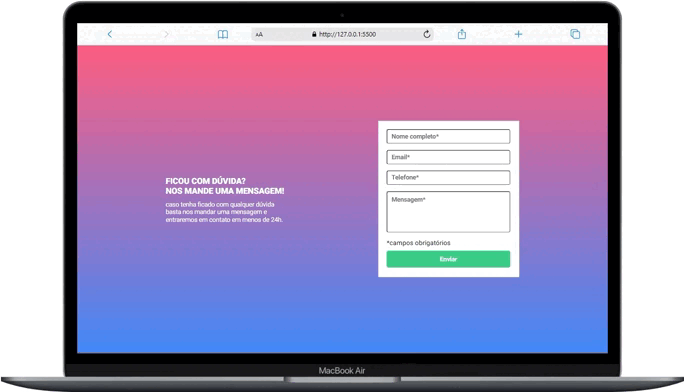 AA
http://127.0.0.1:5500
FICOU COM DÚVIDA?
NOS MANDE UMA MENSAGEM!
caso tenha ficado com qualquer dúvida
basta nos mandar uma mensagem e
entraremos em contato em menos de 24h.
Nome completo*
Email*
Telefone*
Mensagem*
*campos obrigatórios
Enviar
MacBook Air